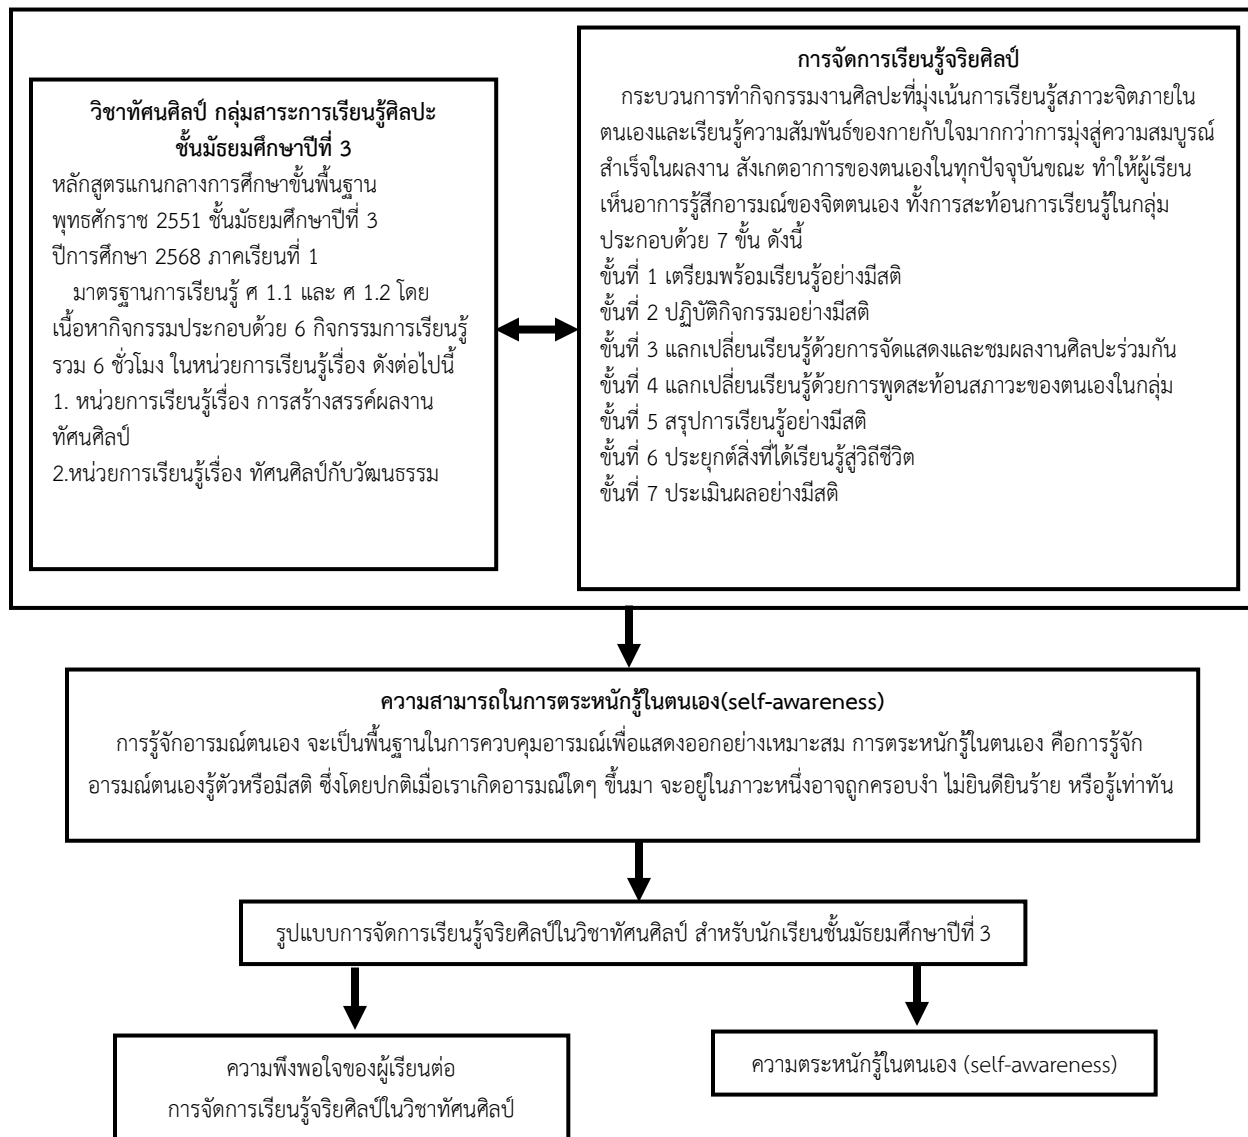 วิชาทัศนศิลป์ กลุ่มสาระการเรียนรู้ศิลปะ
ชั้นมัธยมศึกษาปีที่ 3
หลักสูตรแกนกลางการศึกษาขั้นพื้นฐาน
พุทธศักราช 2551 ชั้นมัธยมศึกษาปีที่ 3
ปีการศึกษา 2568 ภาคเรียนที่ 1
มาตรฐานการเรียนรู้ ศ 1.1 และ ศ 1.2 โดย
เนื้อหากิจกรรมประกอบด้วย 6 กิจกรรมการเรียนรู้
รวม 6 ชั่วโมง ในหน่วยการเรียนรู้เรื่อง ดังต่อไปนี้
1. หน่วยการเรียนรู้เรื่อง การสร้างสรรค์ผลงาน
ทัศนศิลป์
2.หน่วยการเรียนรู้เรื่อง ทัศนศิลป์กับวัฒนธรรม
การจัดการเรียนรู้จริยศิลป์
กระบวนการทำกิจกรรมงานศิลปะที่มุ่งเน้นการเรียนรู้สภาวะจิตภายใน
ตนเองและเรียนรู้ความสัมพันธ์ของกายกับใจมากกว่าการมุ่งสู่ความสมบูรณ์
สำเร็จในผลงาน สังเกตอาการของตนเองในทุกปัจจุบันขณะ ทำให้ผู้เรียน
เห็นอาการรู้สึกอารมณ์ของจิตตนเอง ทั้งการสะท้อนการเรียนรู้ในกลุ่ม
ประกอบด้วย 7 ขั้น ดังนี้
ขั้นที่ 1 เตรียมพร้อมเรียนรู้อย่างมีสติ
ขั้นที่ 2 ปฏิบัติกิจกรรมอย่างมีสติ
ขั้นที่ 3 แลกเปลี่ยนเรียนรู้ด้วยการจัดแสดงและชมผลงานศิลปะร่วมกัน
ขั้นที่ 4 แลกเปลี่ยนเรียนรู้ด้วยการพูดสะท้อนสภาวะของตนเองในกลุ่ม
ขั้นที่ 5 สรุปการเรียนรู้อย่างมีสติ
ขั้นที่ 6 ประยุกต์สิ่งที่ได้เรียนรู้สู่วิถีชีวิต
ขั้นที่ 7 ประเมินผลอย่างมีสติ
ความสามารถในการตระหนักรู้ในตนเอง(self-awareness)
การรู้จักอารมณ์ตนเอง จะเป็นพื้นฐานในการควบคุมอารมณ์เพื่อแสดงออกอย่างเหมาะสม การตระหนักรู้ในตนเอง คือการรู้จัก
อารมณ์ตนเองรู้ตัวหรือมีสติ ซึ่งโดยปกติเมื่อเราเกิดอารมณ์ใดๆ ขึ้นมา จะอยู่ในภาวะหนึ่งอาจถูกครอบงำ ไม่ยินดียินร้าย หรือรู้เท่าทัน
รูปแบบการจัดการเรียนรู้จริยศิลป์ในวิชาทัศนศิลป์ สำหรับนักเรียนชั้นมัธยมศึกษาปีที่ 3
ความพึงพอใจของผู้เรียนต่อ
การจัดการเรียนรู้จริยศิลป์ในวิชาทัศนศิลป์
ความตระหนักรู้ในตนเอง (self-awareness)